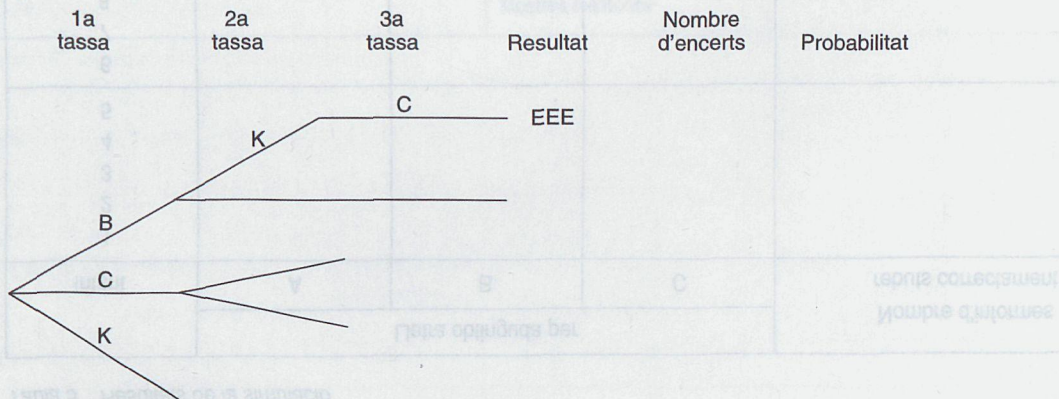 1a tassa
2a tassa
3a tassa
Resultat
Nombre d'encerts
Probabilitat
C
EEE
K
B
C
K